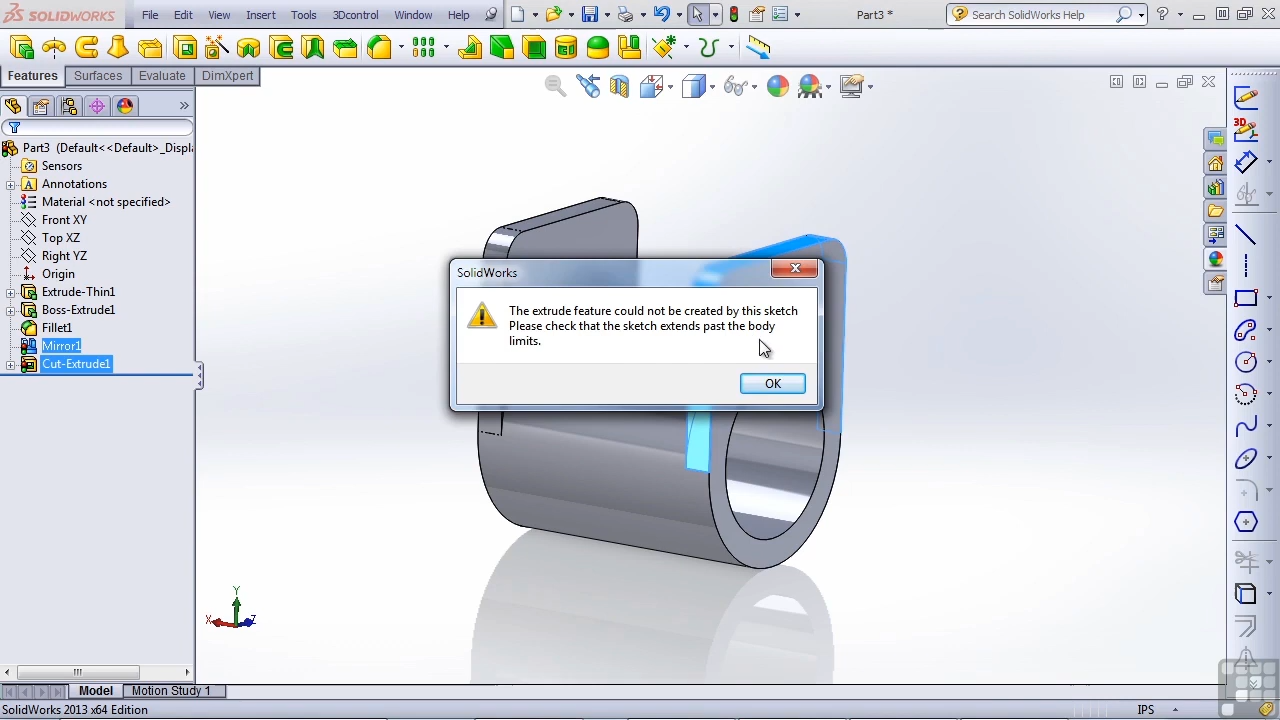 SOLIDWORKS
File Edit View Insert Tools 3Dcontrol Window Help
Part3 *
Search SolidWorks Help
Features Surfaces Evaluate DimXpert
Part3 (Default<<Default>_Displa
Sensors
Annotations
Material <not specified>
Front XY
Top XZ
Right YZ
Origin
Extrude-Thin1
Boss-Extrude1
Fillet1
Mirror1
Cut-Extrude1
SolidWorks
The extrude feature could not be created by this sketch
Please check that the sketch extends past the body
limits.
OK
3D
Y
X
Z
Model Motion Study 1
SolidWorks 2013 x64 Edition
IPS